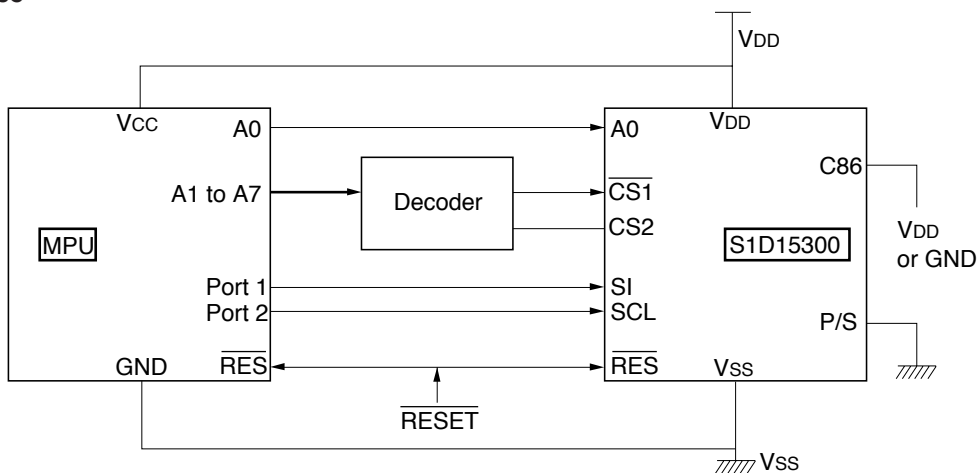 VDD
VCC
VDD
A0
A0
C86
A1 to A7
Decoder
CS1
CS2
MPU
S1D15300
VDD
or GND
Port 1
SI
Port 2
SCL
P/S
RES
RES
GND
VSS
RESET
VSS